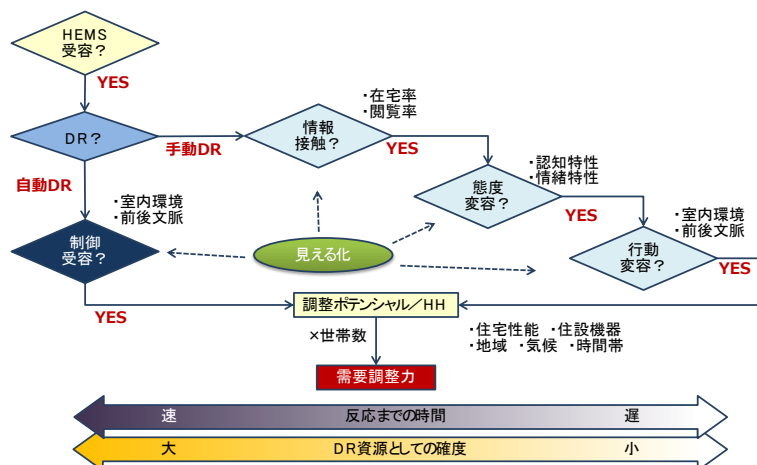 HEMS
受容？
YES
DR？
手動DR
・在宅率
・閲覧率
情報
接触？
YES
・認知特性
・情緒特性
態度
変容？
YES
自動DR
・室内環境
・前後文脈
制御
受容？
YES
見える化
・室内環境
・前後文脈
行動
変容？
YES
調整ポテンシャル／HH
×世帯数
・住宅性能 ・住設機器
・地域 ・気候 ・時間帯
需要調整力
速 反応までの時間 遅
大 DR資源としての確度 小